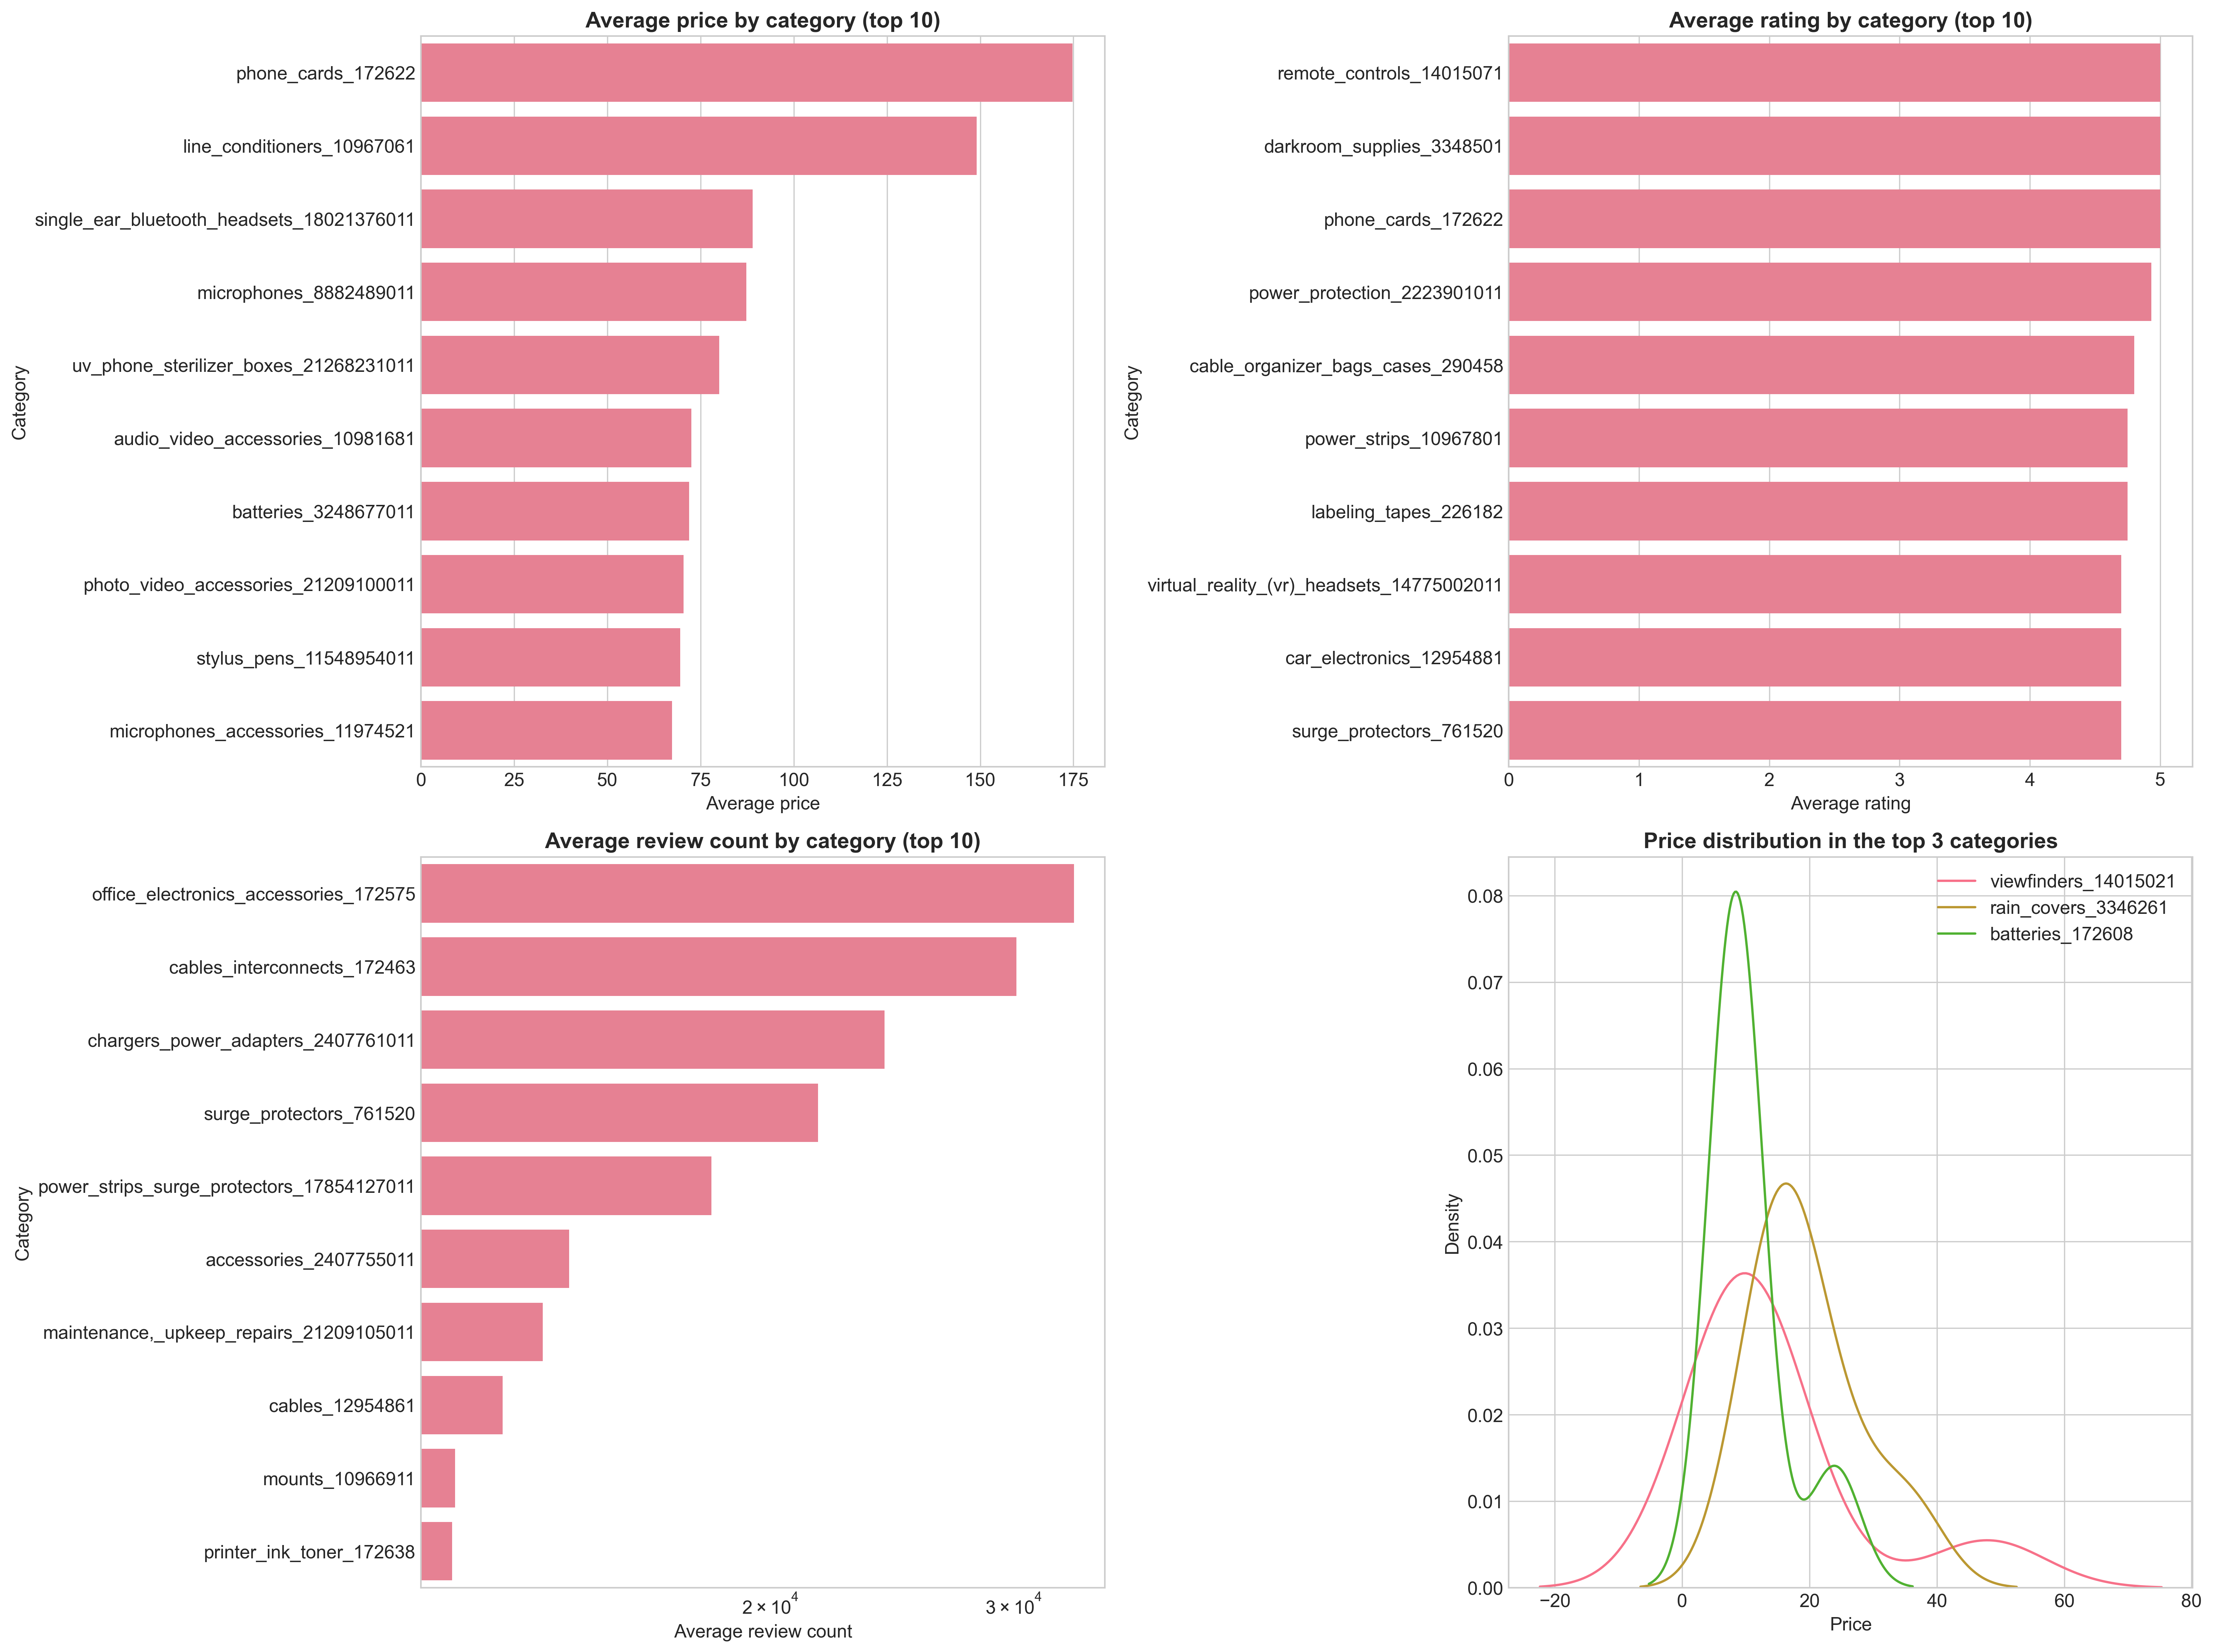 Average price by category (top 10)
Category
phone_cards_172622
line_conditioners_10967061
single_ear_bluetooth_headsets_18021376011
microphones_8882489011
uv_phone_sterilizer_boxes_21268231011
audio_video_accessories_10981681
batteries_3248677011
photo_video_accessories_21209100011
stylus_pens_11548954011
microphones_accessories_11974521
0 25 50 75 100 125 150 175
Average price
Average rating by category (top 10)
Category
remote_controls_14015071
darkroom_supplies_3348501
phone_cards_172622
power_protection_2223901011
cable_organizer_bags_cases_290458
power_strips_10967801
labeling_tapes_226182
virtual_reality_(vr)_headsets_14775002011
car_electronics_12954881
surge_protectors_761520
0 1 2 3 4 5
Average rating
Average review count by category (top 10)
Category
office_electronics_accessories_172575
cables_interconnects_172463
chargers_power_adapters_2407761011
surge_protectors_761520
power_strips_surge_protectors_17854127011
accessories_2407755011
maintenance,_upkeep_repairs_21209105011
cables_12954861
mounts_10966911
printer_ink_toner_172638
2 × 10⁴ 3 × 10⁴
Average review count
Price distribution in the top 3 categories
viewfinders_14015021
rain_covers_3346261
batteries_172608
Density
0.08
0.07
0.06
0.05
0.04
0.03
0.02
0.01
0.00
−20 0 20 40 60 80
Price